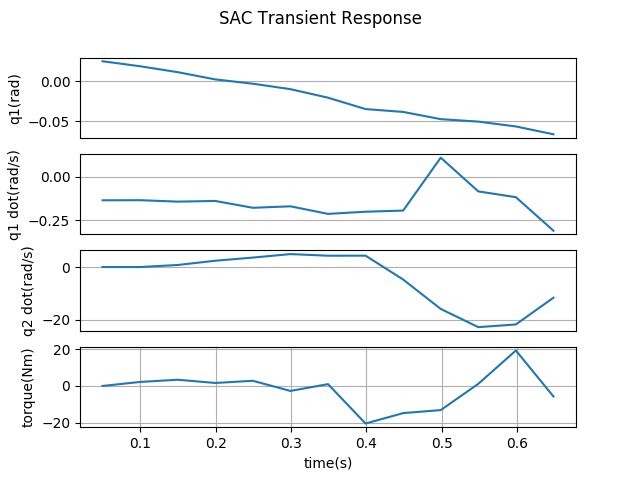 SAC Transient Response
q1(rad)
0.00
−0.05
q1 dot(rad/s)
0.00
−0.25
q2 dot(rad/s)
0
−20
torque(Nm)
20
0
−20
0.1 0.2 0.3 0.4 0.5 0.6
time(s)